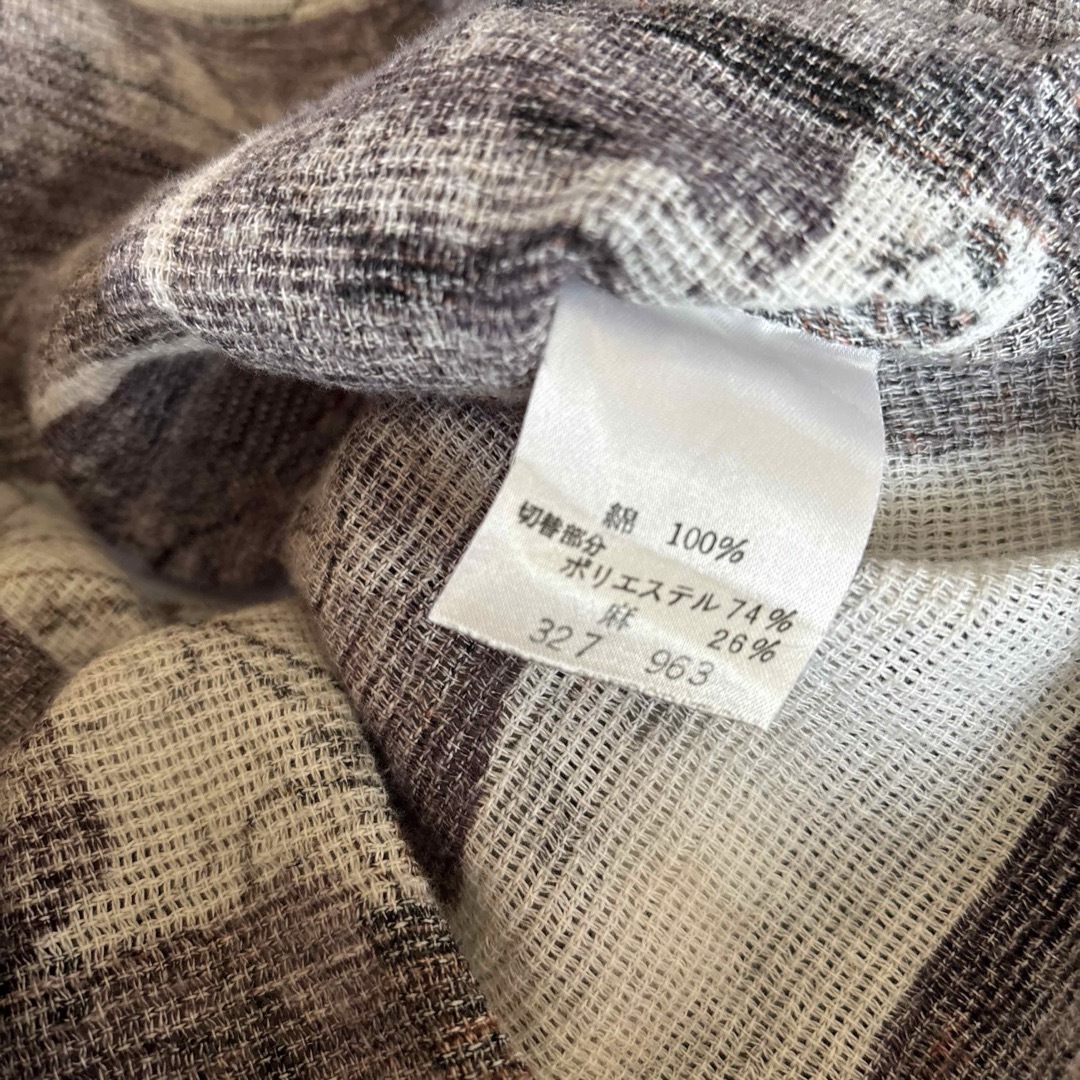 綿 100%
切替部分
ポリエステル 74%
麻 26%
327 963